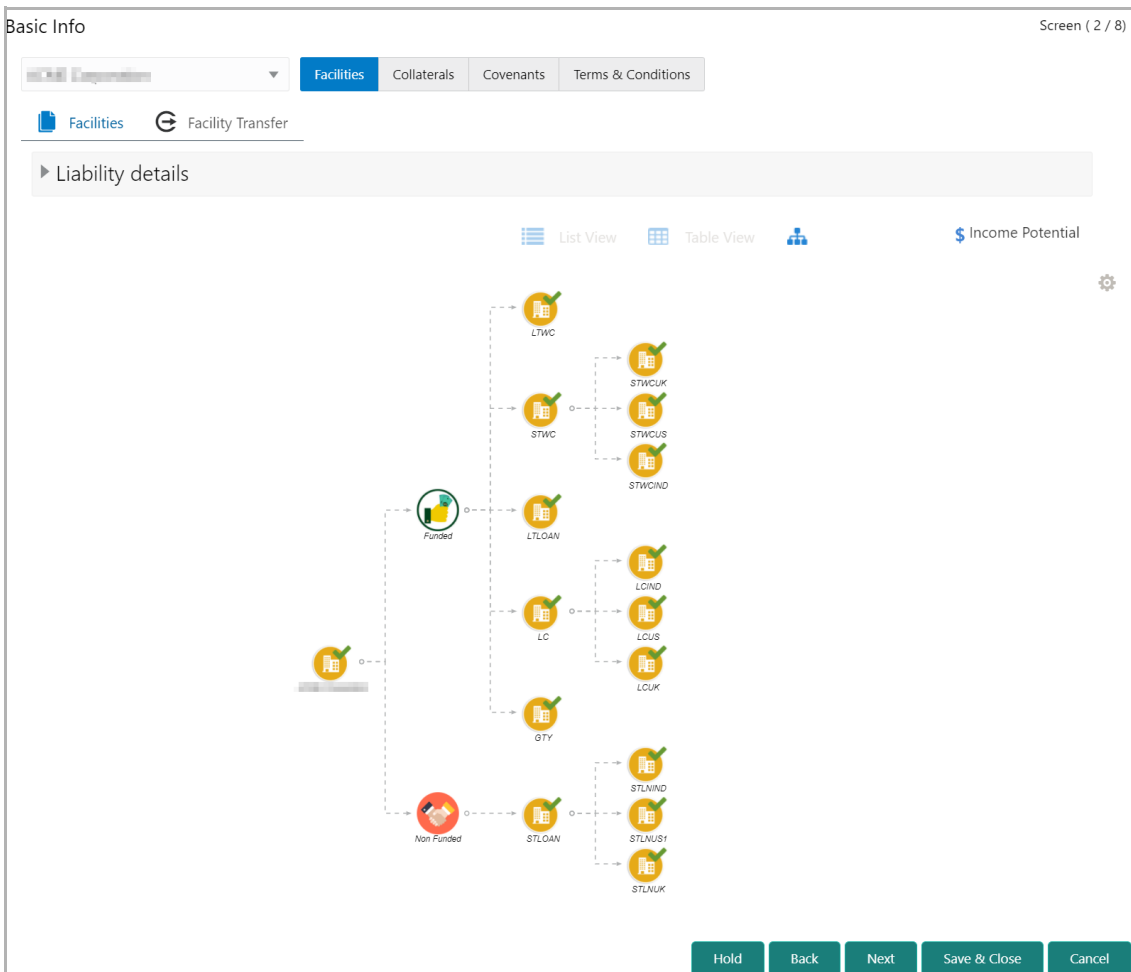 Basic Info
Screen ( 2 / 8)
Facilities
Collaterals
Covenants
Terms & Conditions
Facilities
Facility Transfer
Liability details
List View
Table View
$ Income Potential
LTWC
STWCUK
STWC
STWCUS
STWCIND
Funded
LTLOAN
LCIND
LC
LCUS
LCUK
GTY
STLNIND
Non Funded
STLOAN
STLNUS1
STLNUK
Hold
Back
Next
Save & Close
Cancel